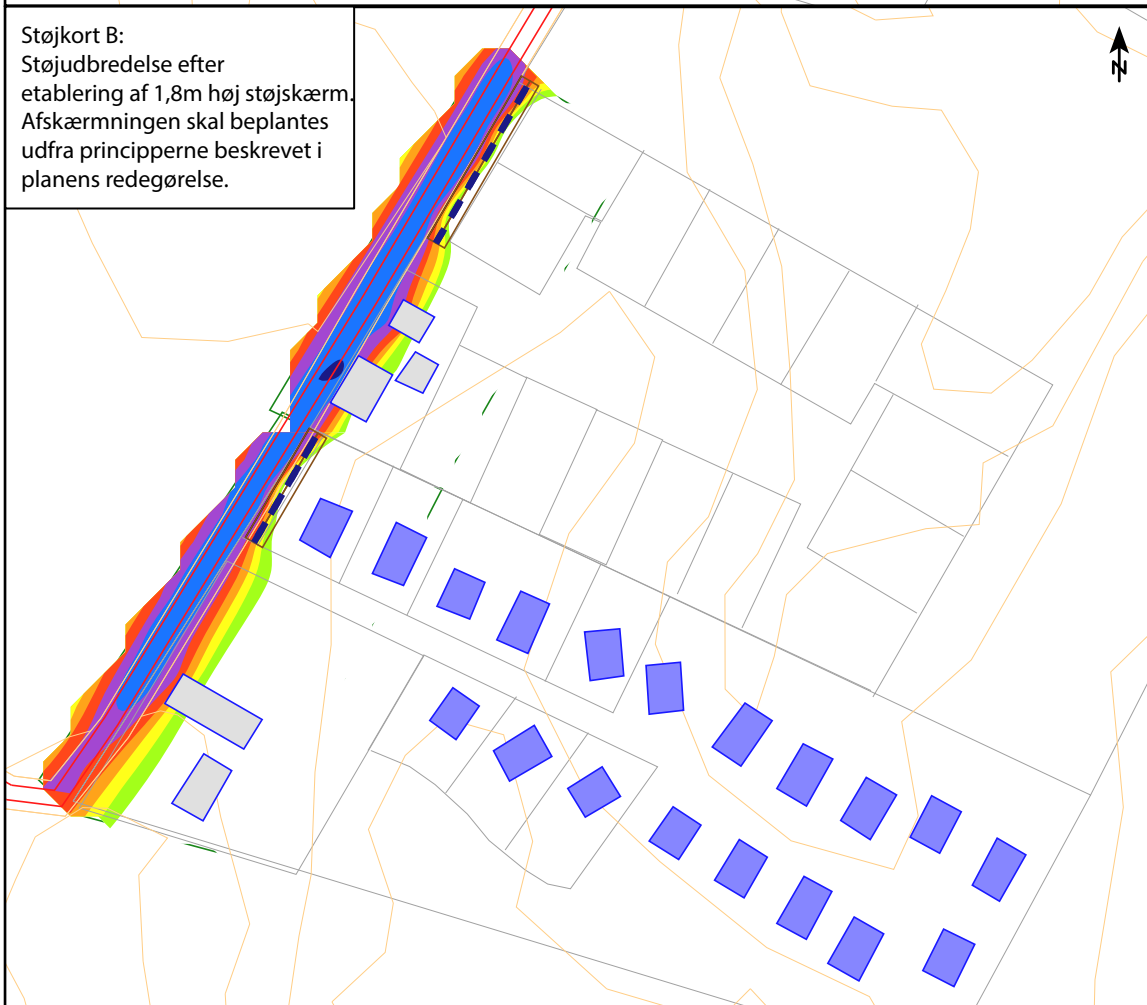 Støjkort B:
Støjudbredelse efter
etablering af 1,8m høj støjskærm.
Afskærmningen skal beplantes
udfra principperne beskrevet i
planens redegørelse.
N